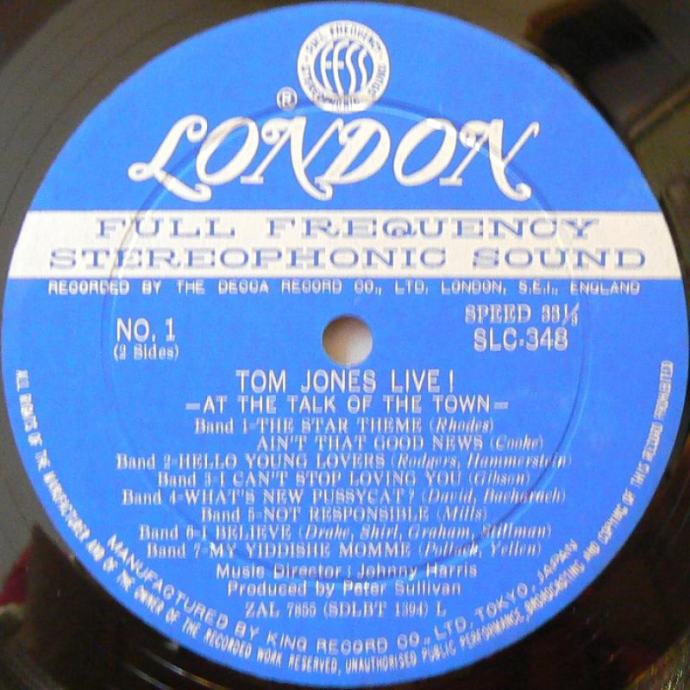 FULL FREQUENCY
STEREOPHONIC SOUND
ffss
®
LONDON
FULL FREQUENCY
STEREOPHONIC SOUND
RECORDED BY THE DECCA RECORD CO., LTD. LONDON, S.E.I., ENGLAND
NO. 1
(2 Sides)
SPEED 33⅓
SLC-348
TOM JONES LIVE!
—AT THE TALK OF THE TOWN—
Band 1-THE STAR THEME (Rhodes)
AIN'T THAT GOOD NEWS (Cooke)
Band 2-HELLO YOUNG LOVERS (Rodgers, Hammerstein)
Band 3-I CAN'T STOP LOVING YOU (Gibson)
Band 4-WHAT'S NEW PUSSYCAT? (David, Bacharach)
Band 5-NOT RESPONSIBLE (Mills)
Band 6-I BELIEVE (Drake, Shirl, Graham, Stillman)
Band 7-MY YIDDISHE MOMME (Pollack, Yellen)
Music Director : Johnny Harris
Produced by Peter Sullivan
ZAL 7855 (SDLBT 1394) L
MANUFACTURED BY KING RECORD CO., LTD. TOKYO, JAPAN
ALL RIGHTS OF THE MANUFACTURER AND OF THE OWNER OF THE RECORDED WORK RESERVED, UNAUTHORISED PUBLIC PERFORMANCE, BROADCASTING AND COPYING OF THIS RECORD PROHIBITED